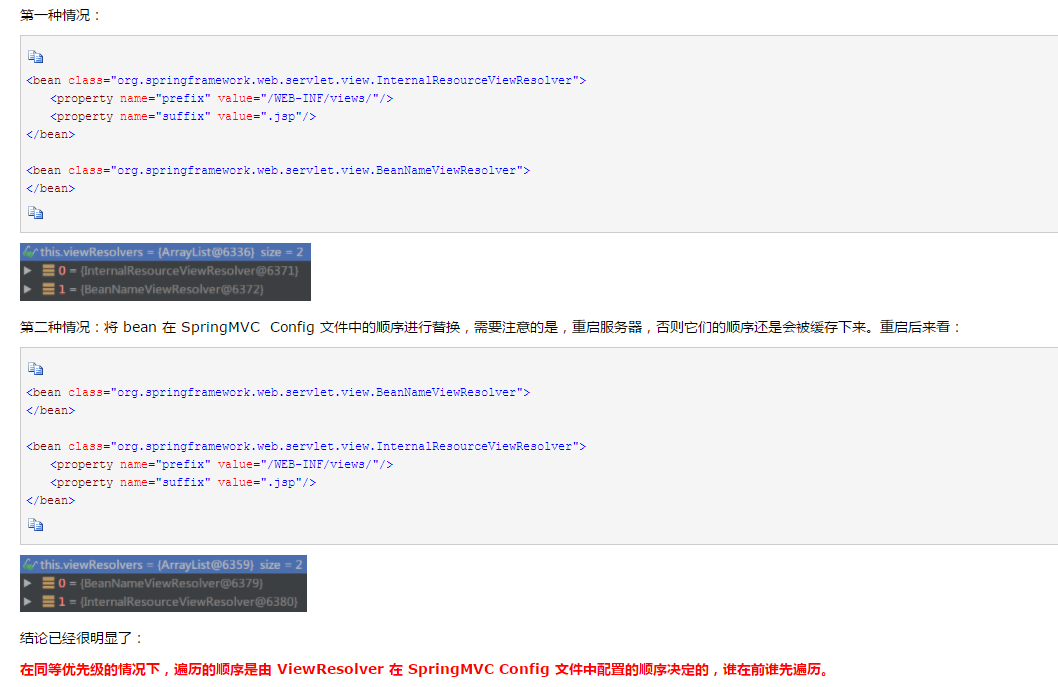 第一种情况：
<bean class="org.springframework.web.servlet.view.InternalResourceViewResolver">
<property name="prefix" value="/WEB-INF/views/"/>
<property name="suffix" value=".jsp"/>
</bean>
<bean class="org.springframework.web.servlet.view.BeanNameViewResolver">
</bean>
this.viewResolvers = {ArrayList@6336} size = 2
0 = {InternalResourceViewResolver@6371}
1 = {BeanNameViewResolver@6372}
第二种情况：将 bean 在 SpringMVC  Config 文件中的顺序进行替换，需要注意的是，重启服务器，否则它们的顺序还是会被缓存下来。重启后来看：
<bean class="org.springframework.web.servlet.view.BeanNameViewResolver">
</bean>
<bean class="org.springframework.web.servlet.view.InternalResourceViewResolver">
<property name="prefix" value="/WEB-INF/views/"/>
<property name="suffix" value=".jsp"/>
</bean>
this.viewResolvers = {ArrayList@6359} size = 2
0 = {BeanNameViewResolver@6379}
1 = {InternalResourceViewResolver@6380}
结论已经很明显了：
在同等优先级的情况下，遍历的顺序是由 ViewResolver 在 SpringMVC Config 文件中配置的顺序决定的，谁在前谁先遍历。